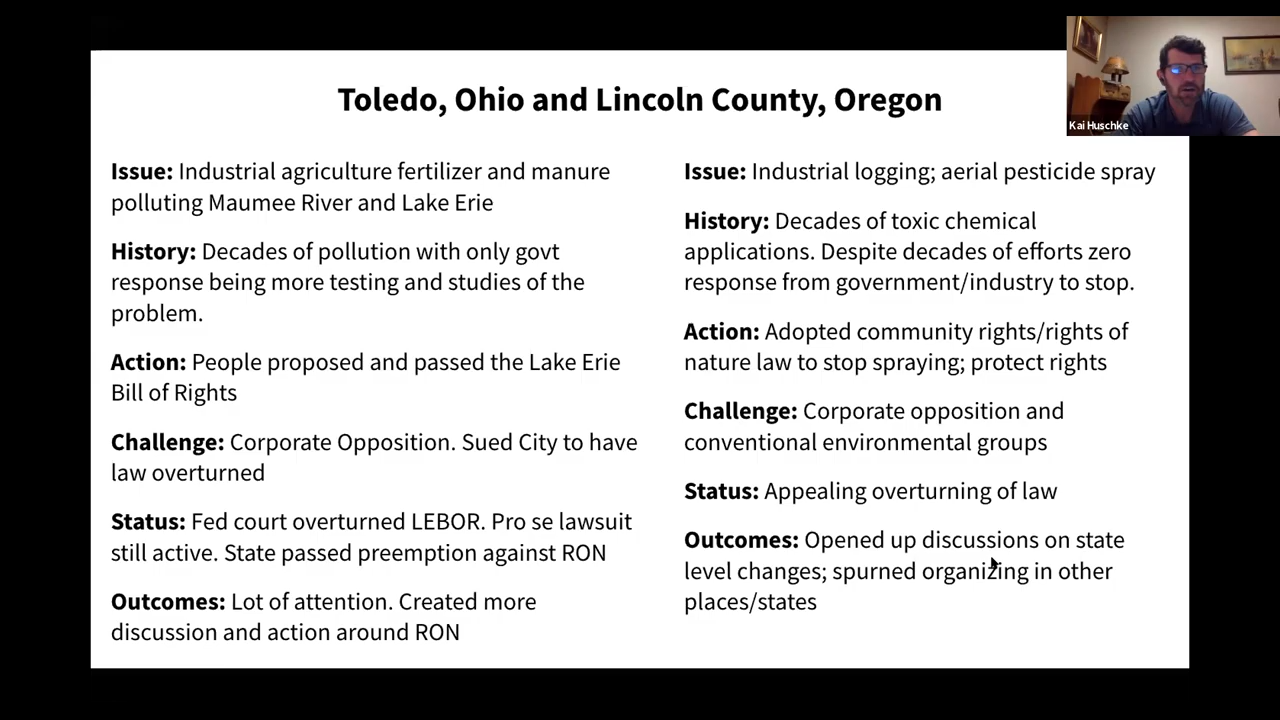 Toledo, Ohio and Lincoln County, Oregon
Kai Huschke
Issue: Industrial agriculture fertilizer and manure
polluting Maumee River and Lake Erie
History: Decades of pollution with only govt
response being more testing and studies of the
problem.
Action: People proposed and passed the Lake Erie
Bill of Rights
Challenge: Corporate Opposition. Sued City to have
law overturned
Status: Fed court overturned LEBOR. Pro se lawsuit
still active. State passed preemption against RON
Outcomes: Lot of attention. Created more
discussion and action around RON
Issue: Industrial logging; aerial pesticide spray
History: Decades of toxic chemical
applications. Despite decades of efforts zero
response from government/industry to stop.
Action: Adopted community rights/rights of
nature law to stop spraying; protect rights
Challenge: Corporate opposition and
conventional environmental groups
Status: Appealing overturning of law
Outcomes: Opened up discussions on state
level changes; spurned organizing in other
places/states